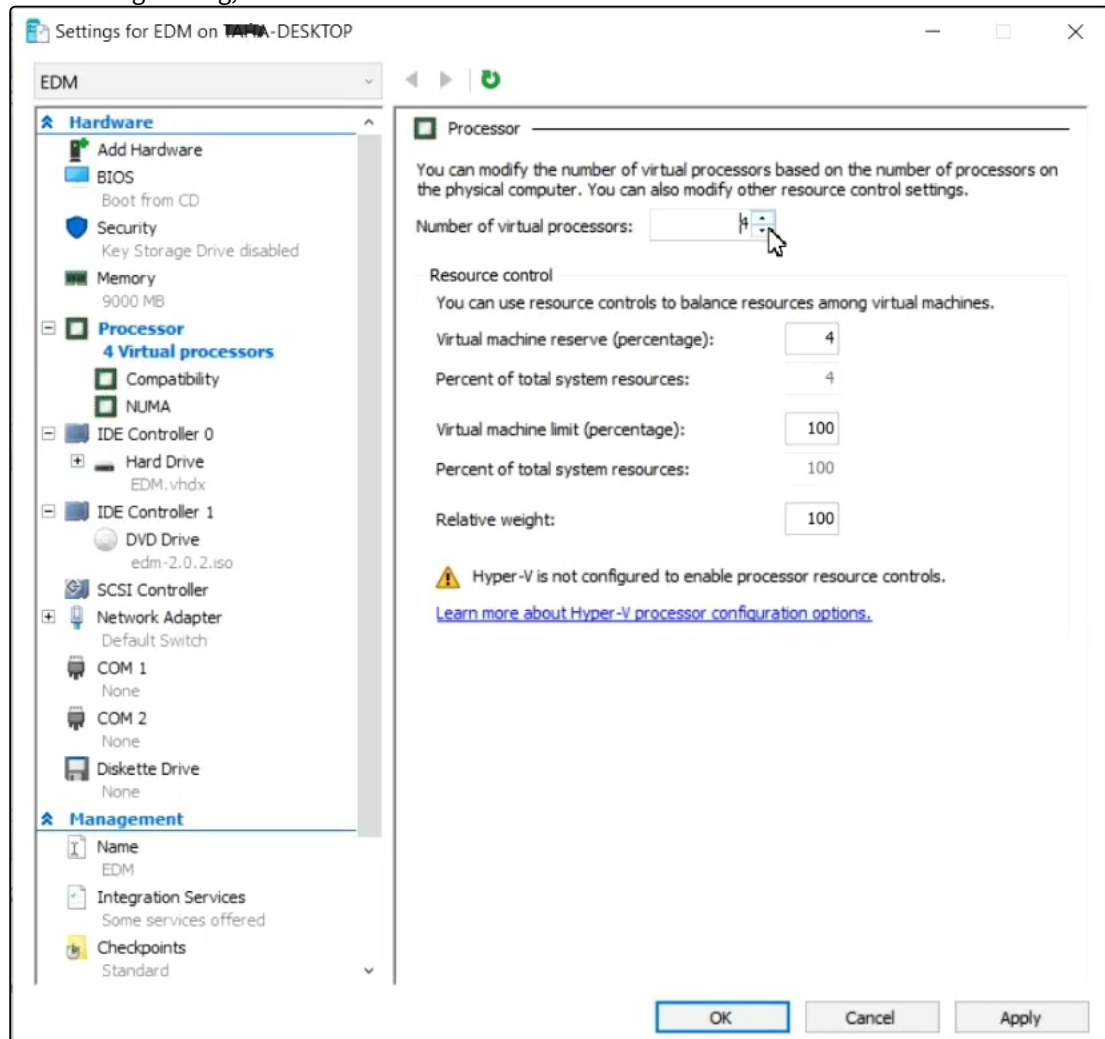 Settings for EDM on -DESKTOP
EDM
Hardware
Add Hardware
BIOS
Boot from CD
Security
Key Storage Drive disabled
Memory
9000 MB
Processor
4 Virtual processors
Compatibility
NUMA
IDE Controller 0
Hard Drive
EDM.vhdx
IDE Controller 1
DVD Drive
edm-2.0.2.iso
SCSI Controller
Network Adapter
Default Switch
COM 1
None
COM 2
None
Diskette Drive
None
Management
Name
EDM
Integration Services
Some services offered
Checkpoints
Standard
Processor
You can modify the number of virtual processors based on the number of processors on
the physical computer. You can also modify other resource control settings.
Number of virtual processors: 4
Resource control
You can use resource controls to balance resources among virtual machines.
Virtual machine reserve (percentage): 4
Percent of total system resources: 4
Virtual machine limit (percentage): 100
Percent of total system resources: 100
Relative weight: 100
Hyper-V is not configured to enable processor resource controls.
Learn more about Hyper-V processor configuration options.
OK Cancel Apply